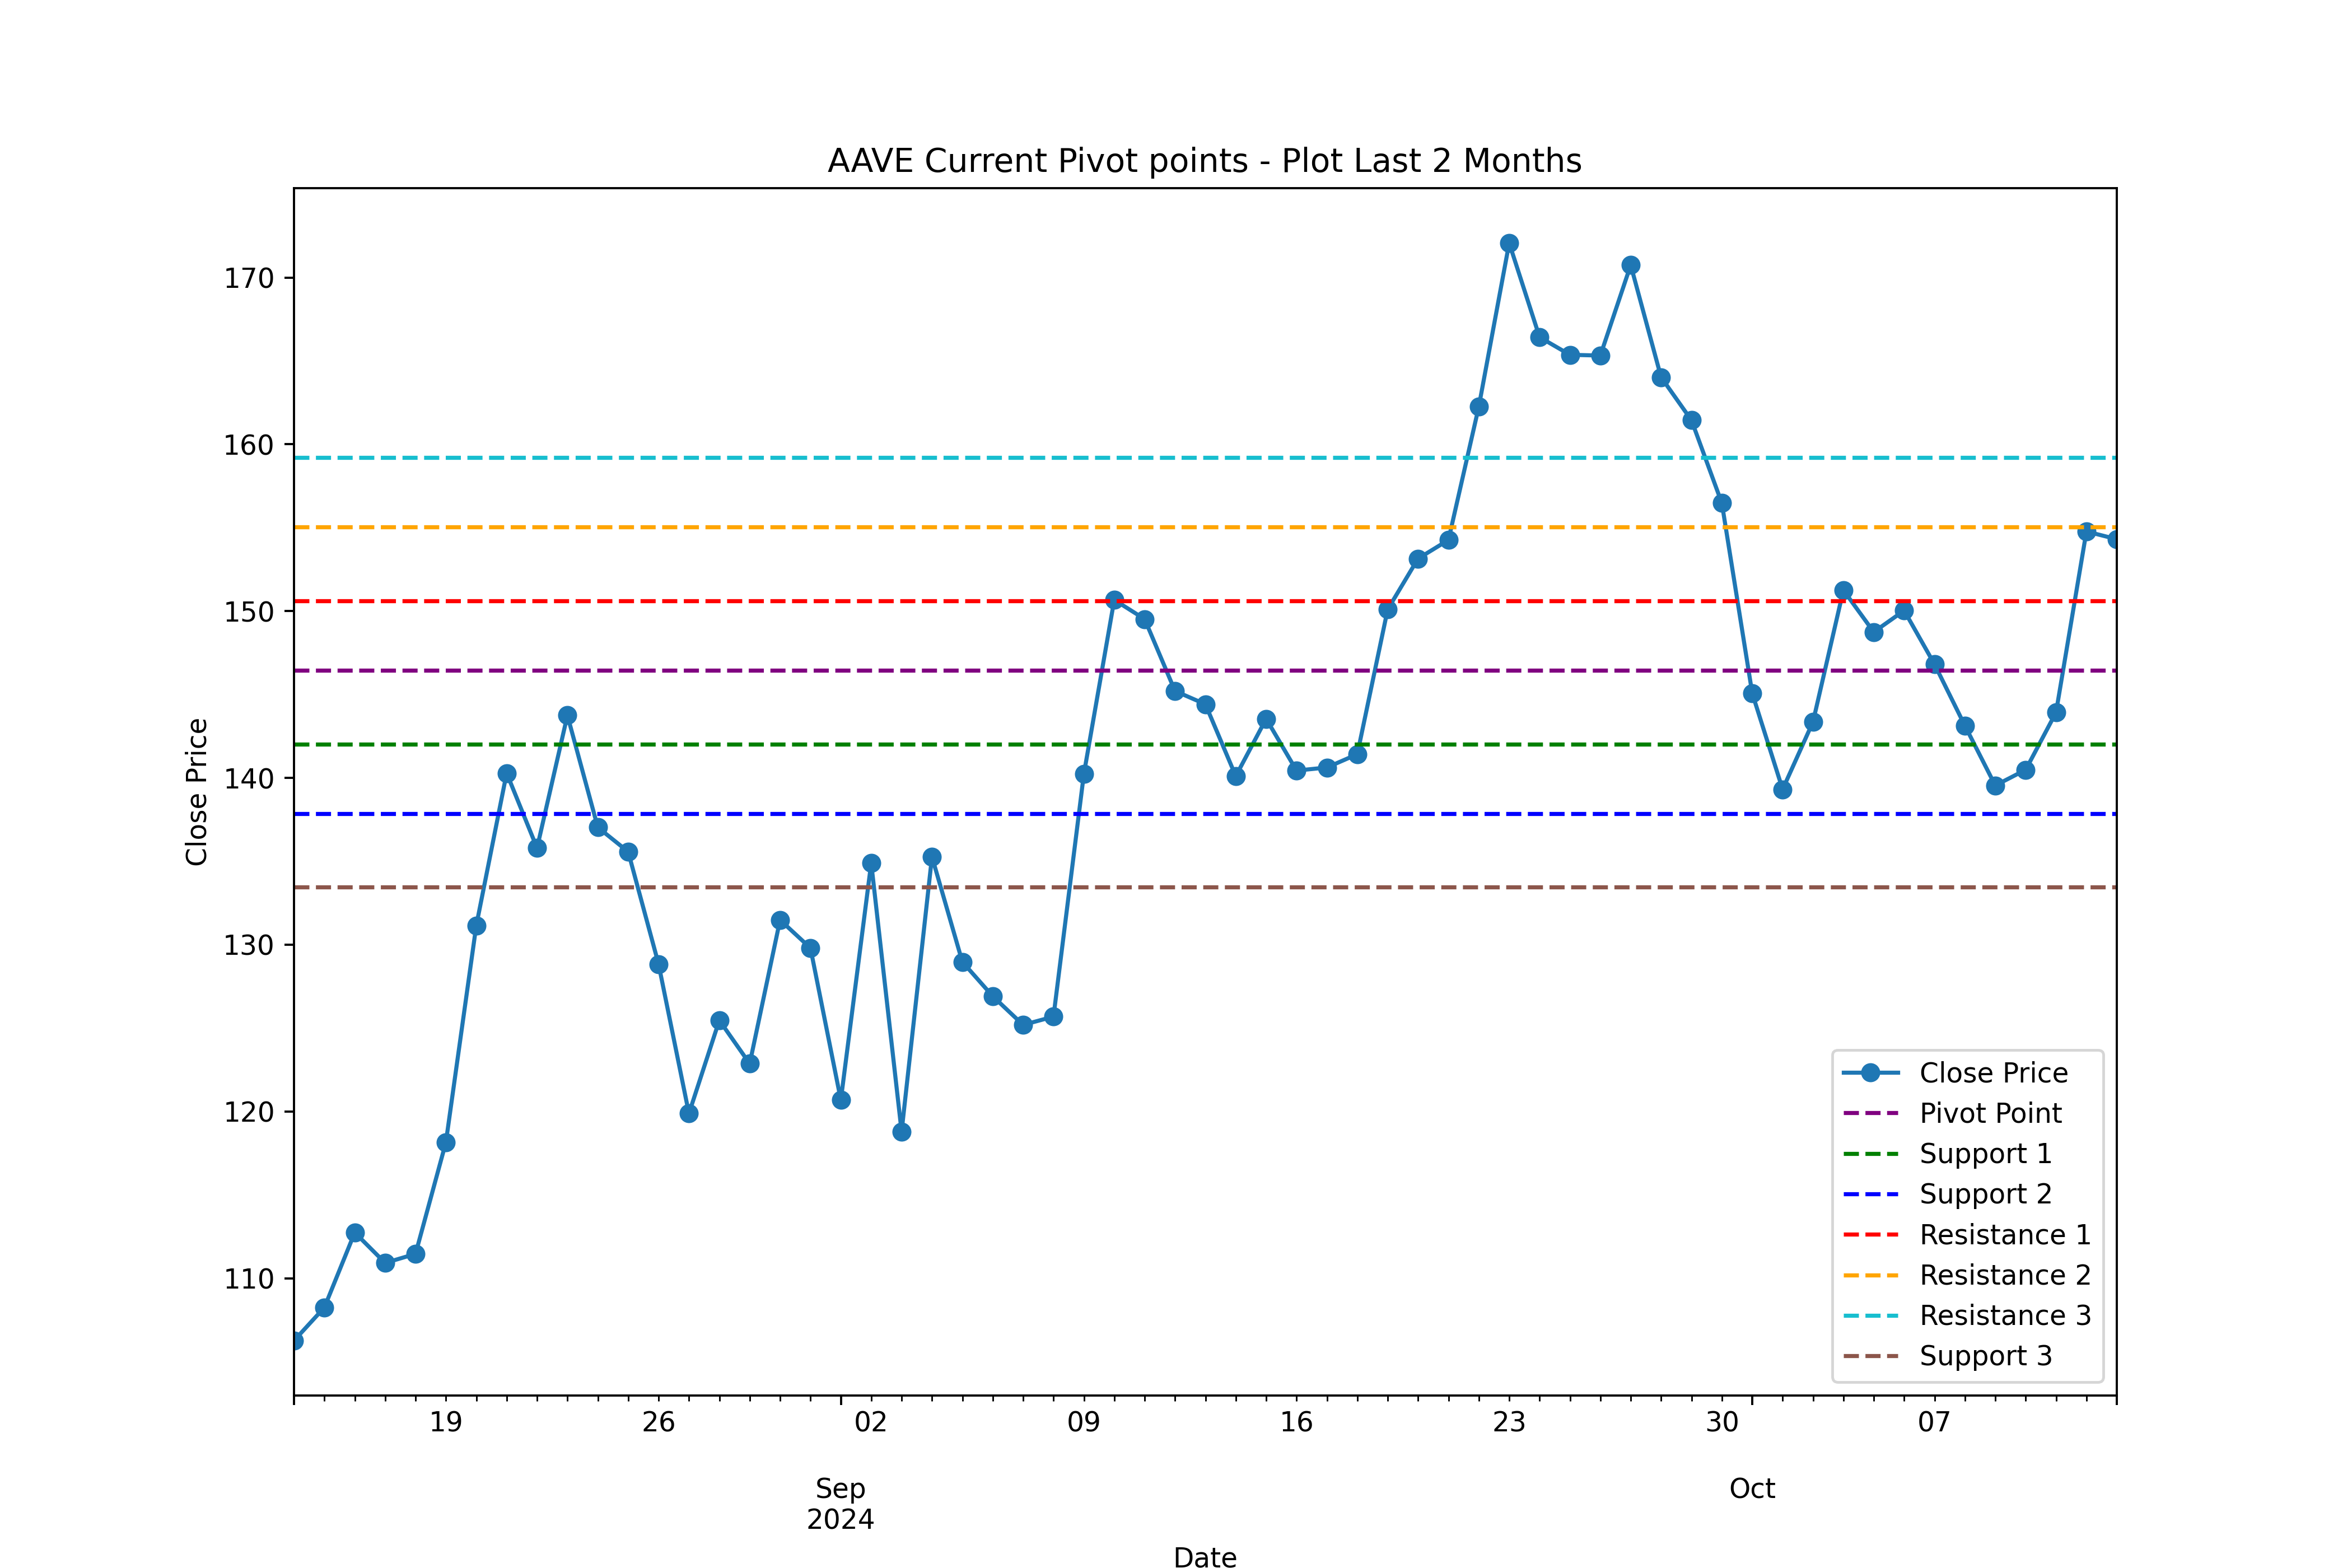 AAVE Current Pivot points - Plot Last 2 Months
Close Price
170
160
150
140
130
120
110
Close Price
Pivot Point
Support 1
Support 2
Resistance 1
Resistance 2
Resistance 3
Support 3
19 26 02 09 16 23 30 07
Sep Oct
2024
Date